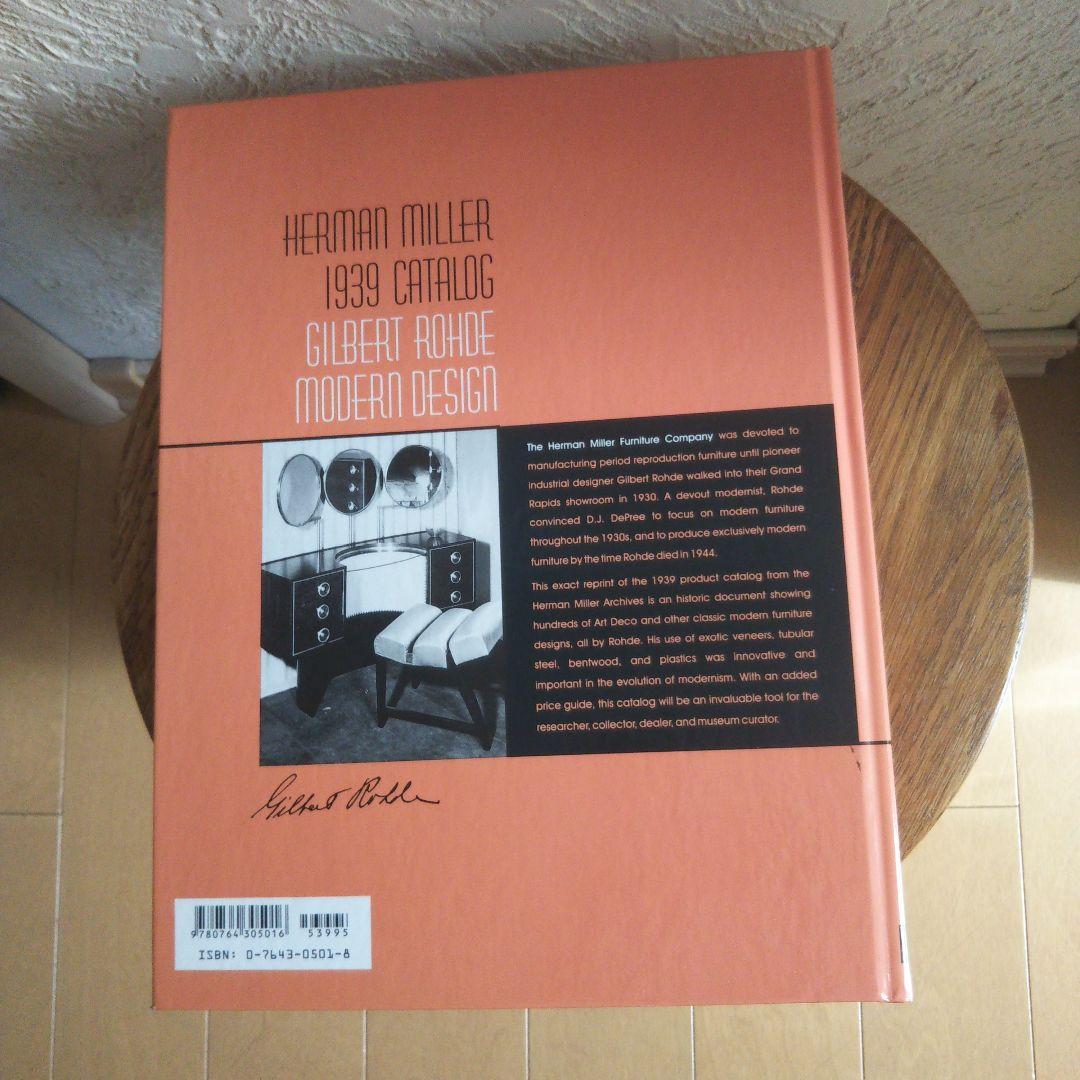 HERMAN MILLER
1939 CATALOG
GILBERT ROHDE
MODERN DESIGN
The Herman Miller Furniture Company was devoted to
manufacturing period reproduction furniture until pioneer
industrial designer Gilbert Rohde walked into their Grand
Rapids showroom in 1930. A devout modernist, Rohde
convinced D.J. DePree to focus on modern furniture
throughout the 1930s, and to produce exclusively modern
furniture by the time Rohde died in 1944.
This exact reprint of the 1939 product catalog from the
Herman Miller Archives is an historic document showing
hundreds of Art Deco and other classic modern furniture
designs, all by Rohde. His use of exotic veneers, tubular
steel, bentwood, and plastics was innovative and
important in the evolution of modernism. With an added
price guide, this catalog will be an invaluable tool for the
researcher, collector, dealer, and museum curator.
Gilbert Rohde
9780764305016 53995
ISBN: 0-7643-0501-8